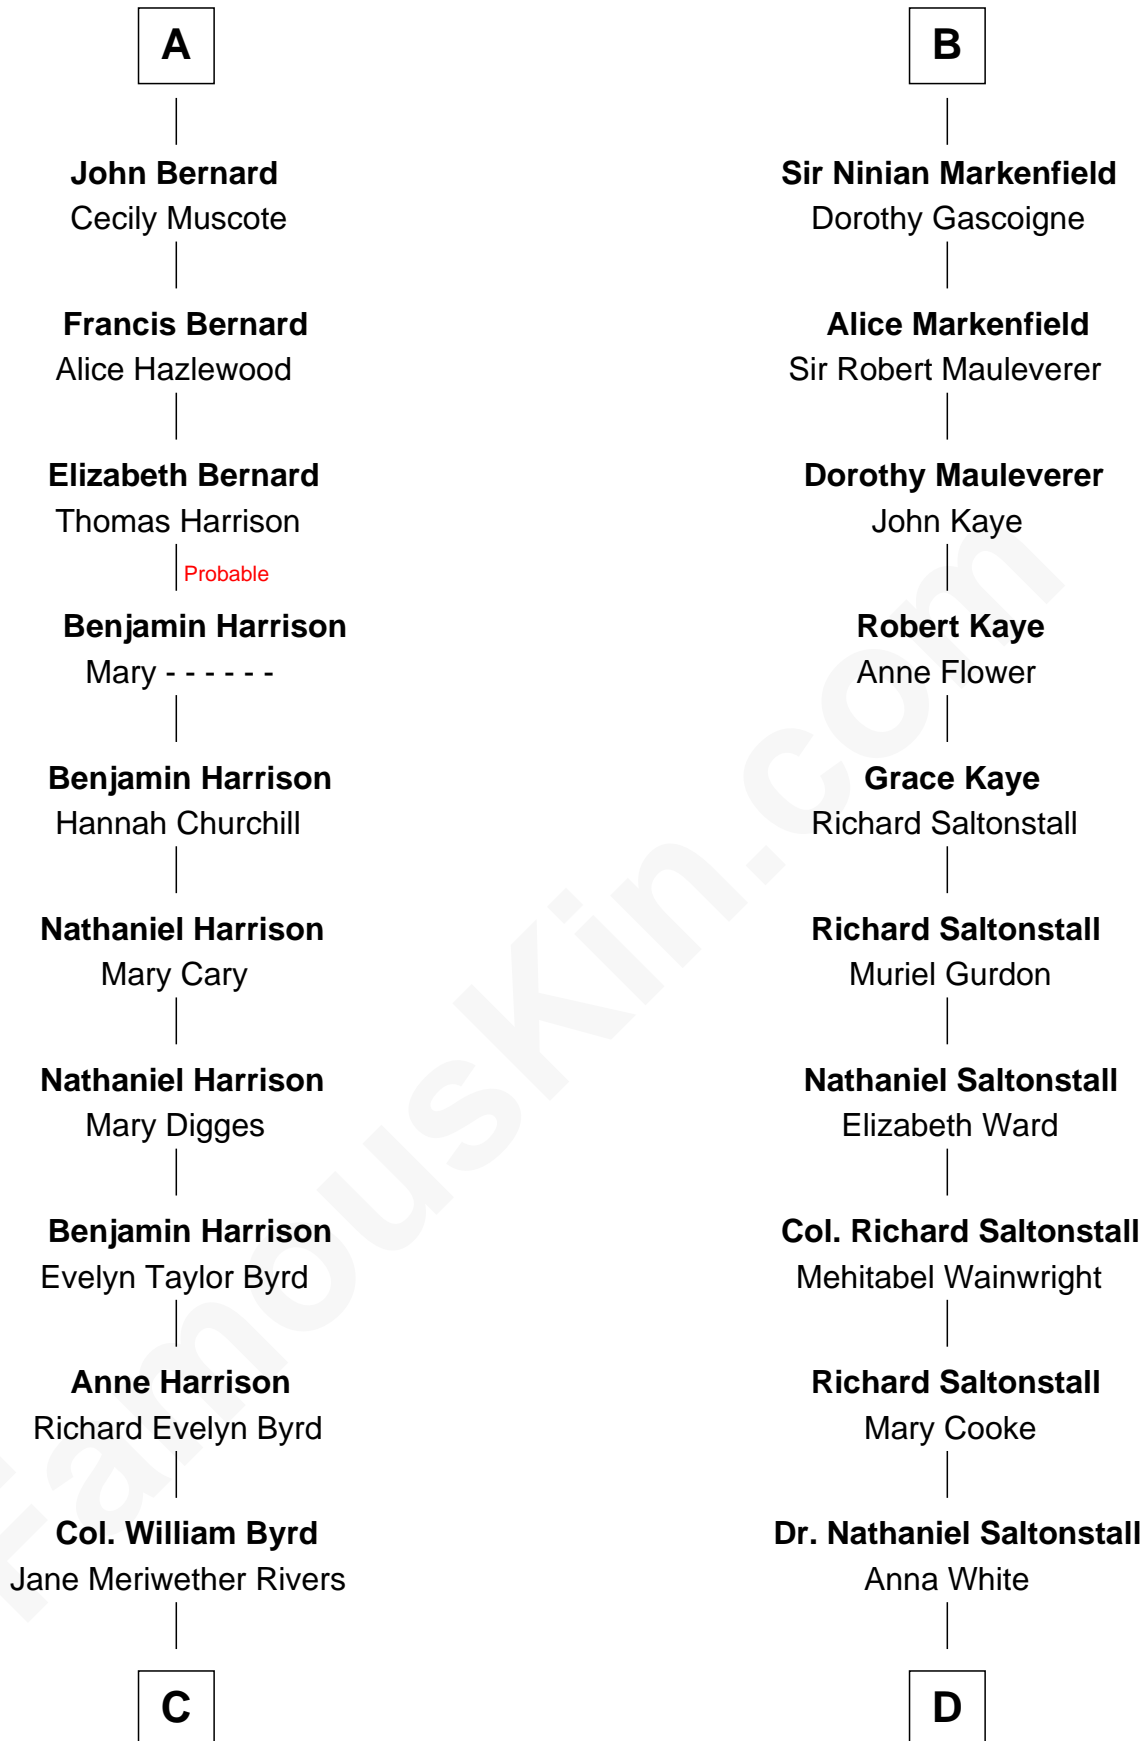 A
John Bernard
Cecily Muscote
Francis Bernard
Alice Hazlewood
Elizabeth Bernard
Thomas Harrison
Probable
Benjamin Harrison
Mary - - - - - -
Benjamin Harrison
Hannah Churchill
Nathaniel Harrison
Mary Cary
Nathaniel Harrison
Mary Digges
Benjamin Harrison
Evelyn Taylor Byrd
Anne Harrison
Richard Evelyn Byrd
Col. William Byrd
Jane Meriwether Rivers
C
B
Sir Ninian Markenfield
Dorothy Gascoigne
Alice Markenfield
Sir Robert Mauleverer
Dorothy Mauleverer
John Kaye
Robert Kaye
Anne Flower
Grace Kaye
Richard Saltonstall
Richard Saltonstall
Muriel Gurdon
Nathaniel Saltonstall
Elizabeth Ward
Col. Richard Saltonstall
Mehitabel Wainwright
Richard Saltonstall
Mary Cooke
Dr. Nathaniel Saltonstall
Anna White
D
FamousKin.com